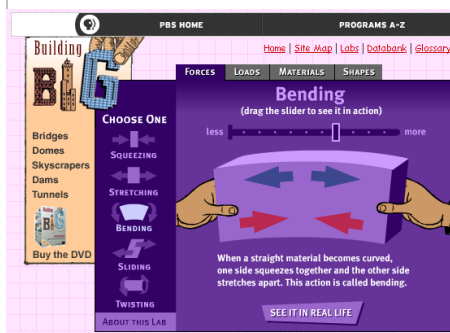 PBS HOME
PROGRAMS A-Z
Building
BIG
Home | Site Map | Labs | Databank | Glossary
FORCES LOADS MATERIALS SHAPES
Bending
(drag the slider to see it in action)
less more
CHOOSE ONE
SQUEEZING
STRETCHING
BENDING
SLIDING
TWISTING
ABOUT THIS LAB
Bridges
Domes
Skyscrapers
Dams
Tunnels
Buy the DVD
When a straight material becomes curved,
one side squeezes together and the other side
stretches apart. This action is called bending.
SEE IT IN REAL LIFE